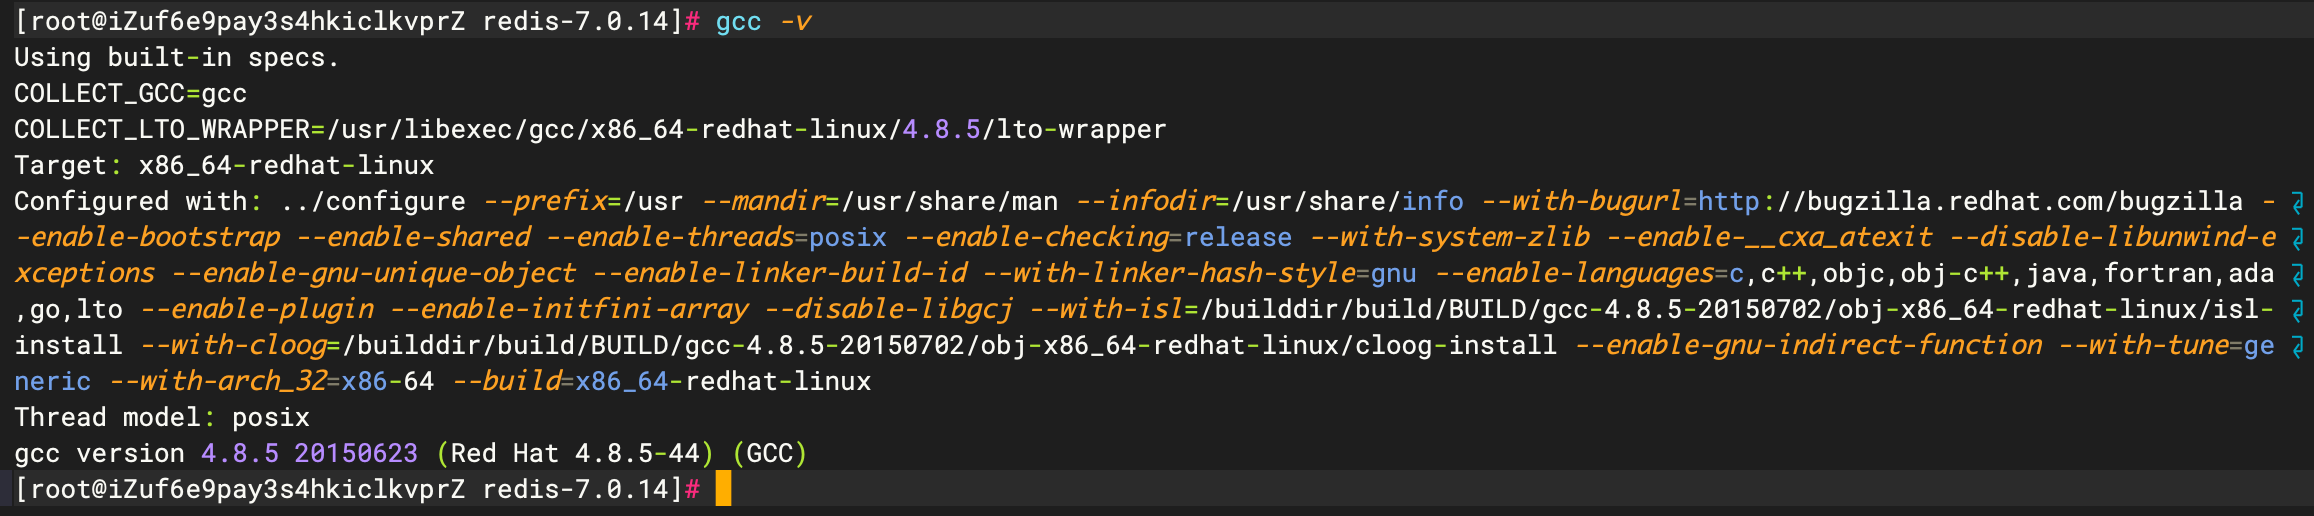 [root@iZuf6e9pay3s4hkiclkvprZ redis-7.0.14]# gcc -v
Using built-in specs.
COLLECT_GCC=gcc
COLLECT_LTO_WRAPPER=/usr/libexec/gcc/x86_64-redhat-linux/4.8.5/lto-wrapper
Target: x86_64-redhat-linux
Configured with: ../configure --prefix=/usr --mandir=/usr/share/man --infodir=/usr/share/info --with-bugurl=http://bugzilla.redhat.com/bugzilla -
-enable-bootstrap --enable-shared --enable-threads=posix --enable-checking=release --with-system-zlib --enable-__cxa_atexit --disable-libunwind-e
xceptions --enable-gnu-unique-object --enable-linker-build-id --with-linker-hash-style=gnu --enable-languages=c,c++,objc,obj-c++,java,fortran,ada
,go,lto --enable-plugin --enable-initfini-array --disable-libgcj --with-isl=/builddir/build/BUILD/gcc-4.8.5-20150702/obj-x86_64-redhat-linux/isl-
install --with-cloog=/builddir/build/BUILD/gcc-4.8.5-20150702/obj-x86_64-redhat-linux/cloog-install --enable-gnu-indirect-function --with-tune=ge
neric --with-arch_32=x86-64 --build=x86_64-redhat-linux
Thread model: posix
gcc version 4.8.5 20150623 (Red Hat 4.8.5-44) (GCC)
[root@iZuf6e9pay3s4hkiclkvprZ redis-7.0.14]#